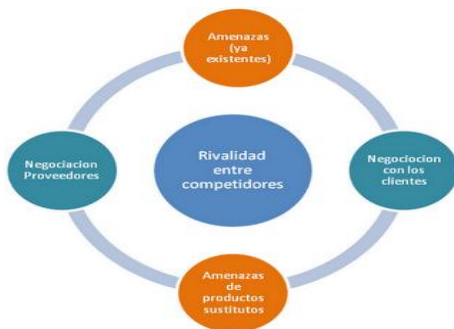 Amenazas
(ya
existentes)
Negociacion
Proveedores
Rivalidad
entre
competidores
Negociocion
con los
clientes
Amenazas
de
productos
sustitutos